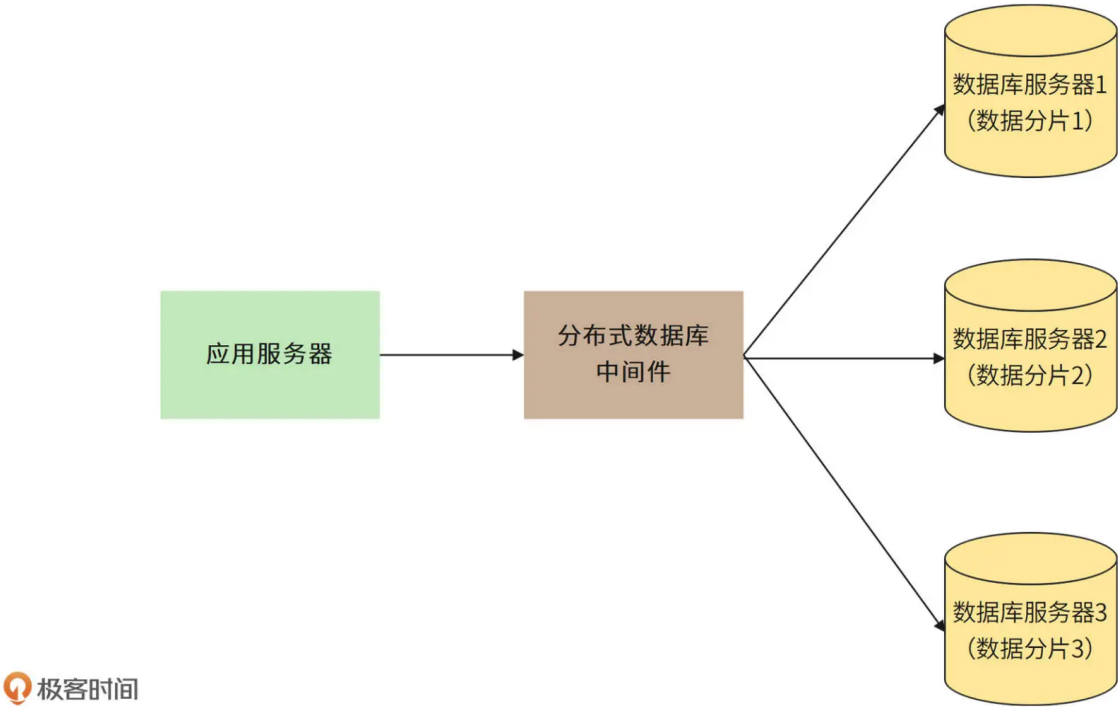 应用服务器
分布式数据库
中间件
数据库服务器1
（数据分片1）
数据库服务器2
（数据分片2）
数据库服务器3
（数据分片3）
极客时间